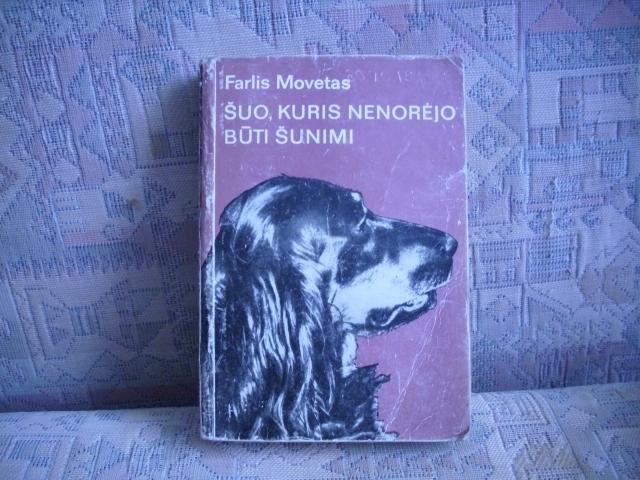 Farlis Movetas
ŠUO, KURIS NENORĖJO
BŪTI ŠUNIMI